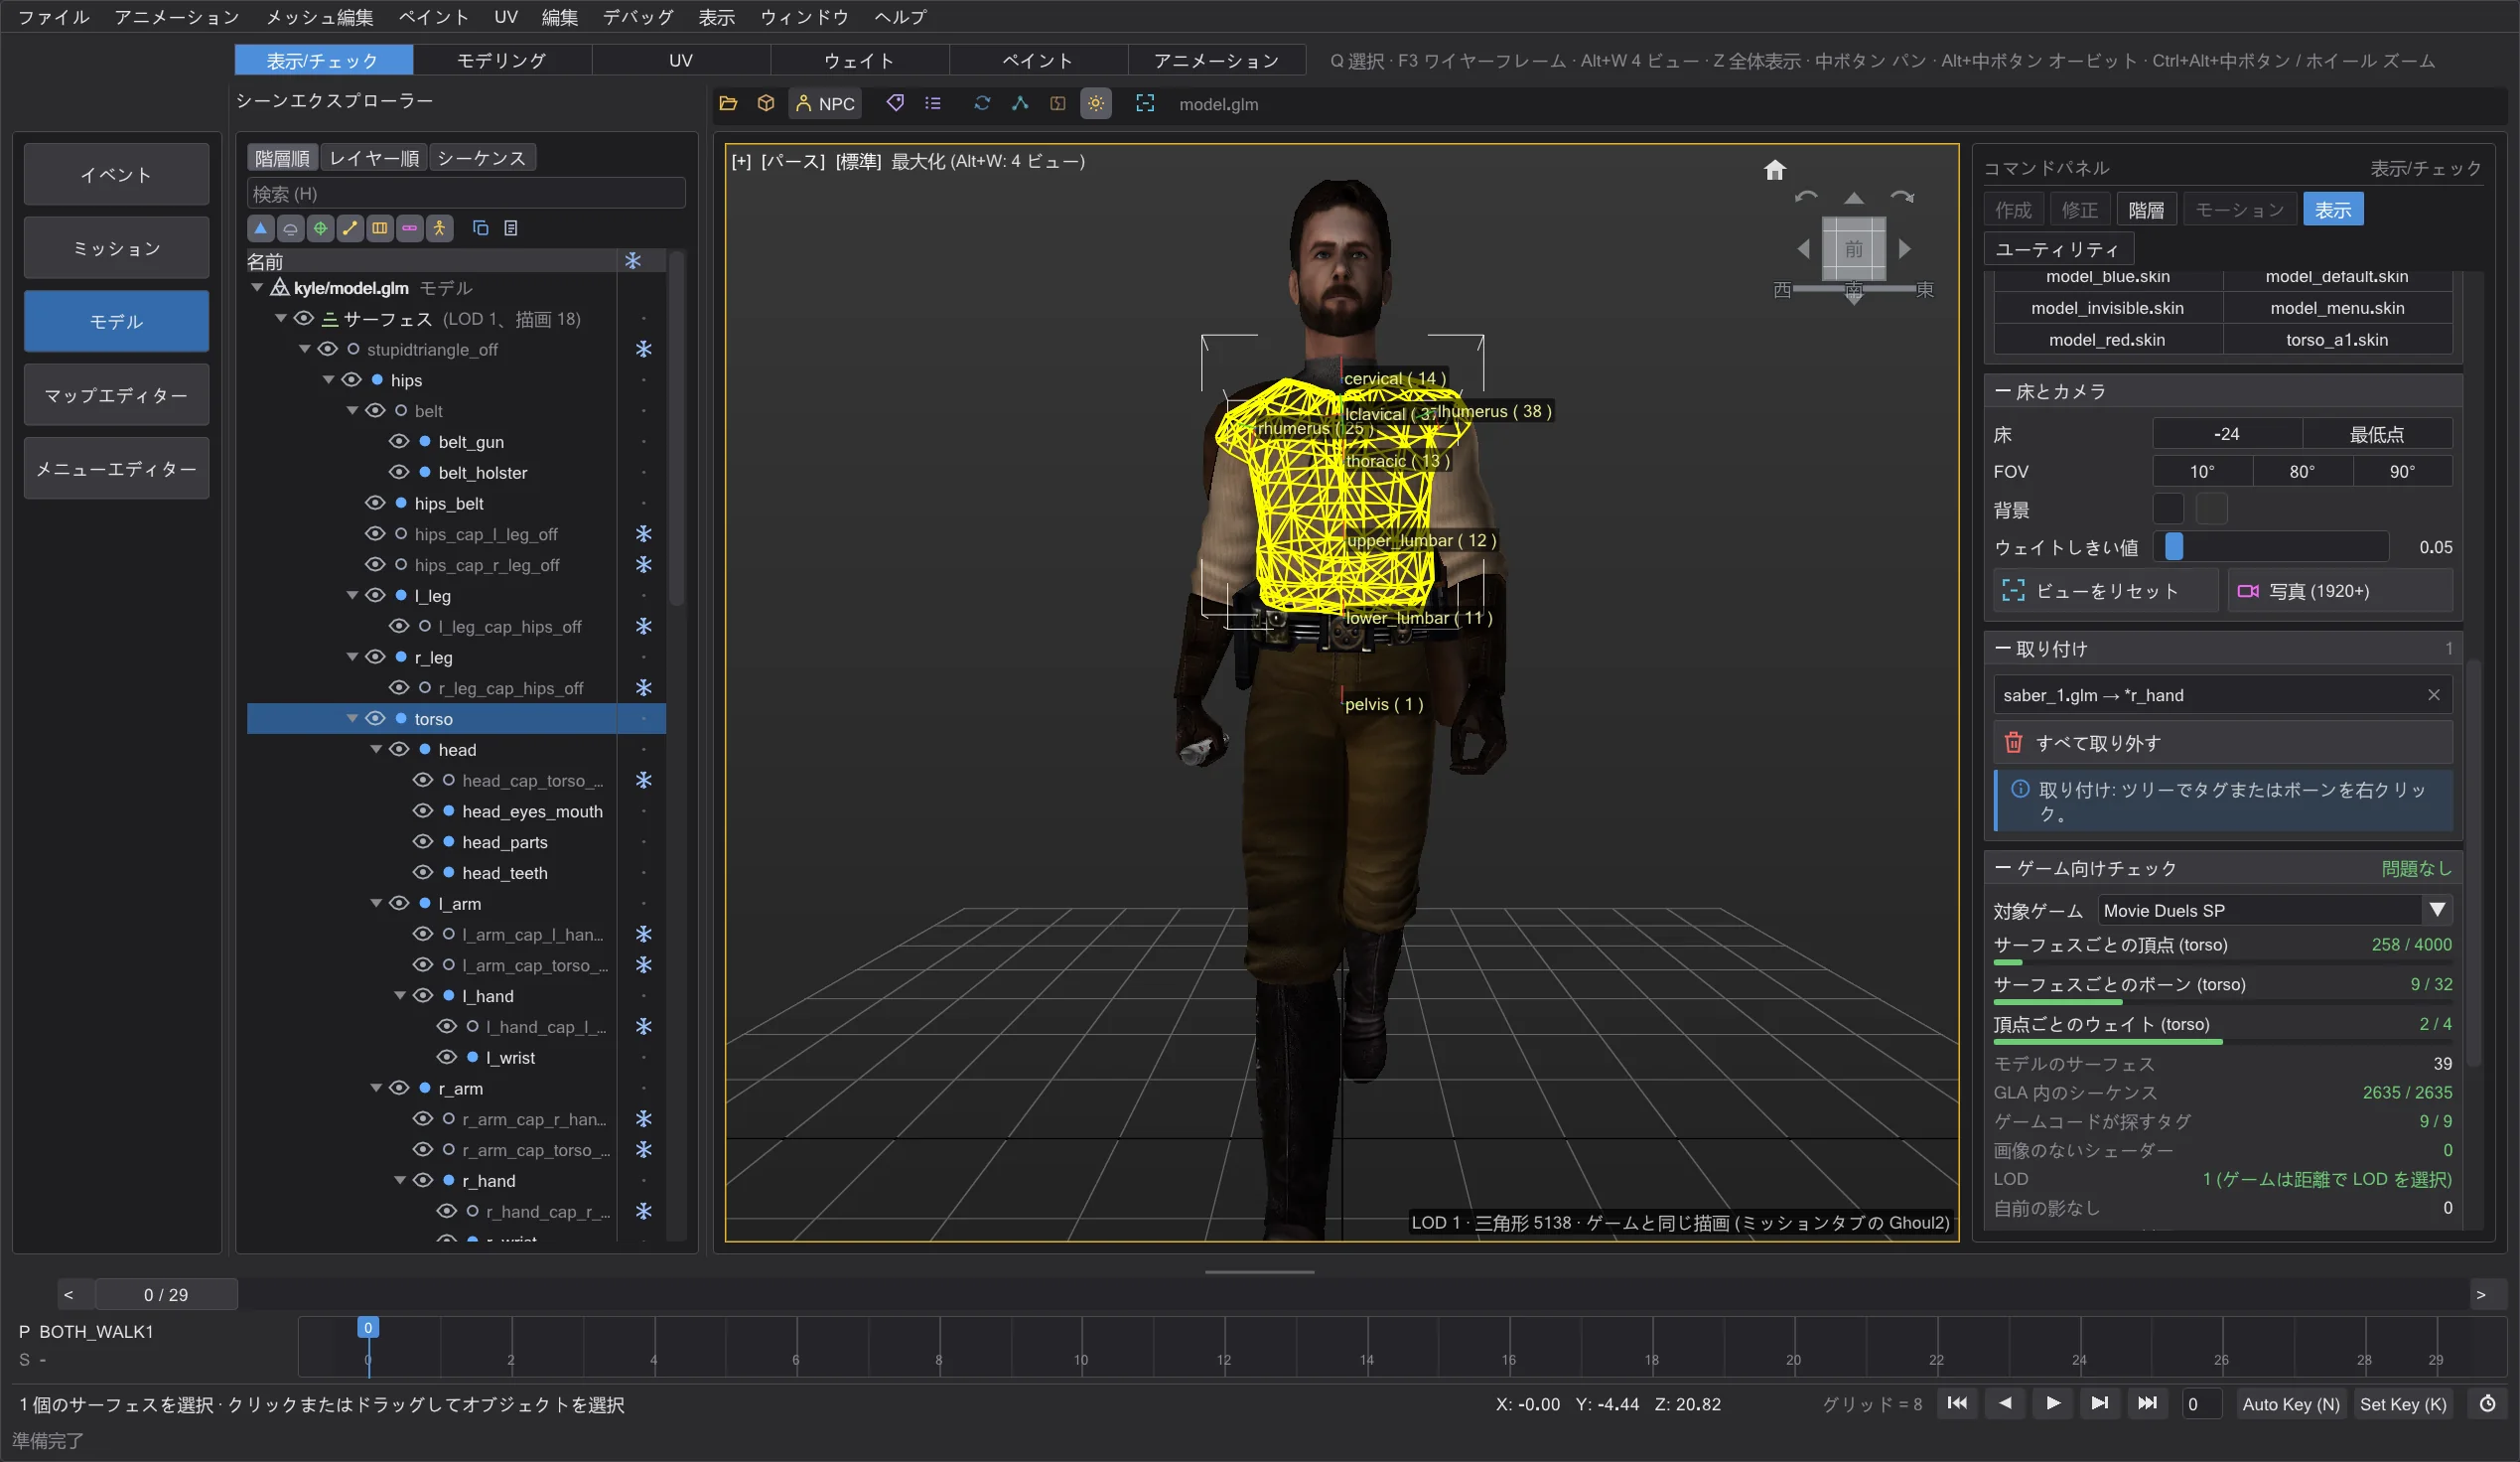 ファイル アニメーション メッシュ編集 ペイント UV 編集 デバッグ 表示 ウィンドウ ヘルプ
表示/チェック モデリング UV ウェイト ペイント アニメーション Q 選択 · F3 ワイヤーフレーム · Alt+W 4 ビュー · Z 全体表示 · 中ボタン パン · Alt+中ボタン オービット · Ctrl+Alt+中ボタン / ホイール ズーム
シーンエクスプローラー
NPC model.glm
イベント
ミッション
モデル
マップエディター
メニューエディター
階層順 レイヤー順 シーケンス
検索 (H)
名前
kyle/model.glm モデル
サーフェス (LOD 1、描画 18)
stupidtriangle_off
hips
belt
belt_gun
belt_holster
hips_belt
hips_cap_l_leg_off
hips_cap_r_leg_off
l_leg
l_leg_cap_hips_off
r_leg
r_leg_cap_hips_off
torso
head
head_cap_torso_...
head_eyes_mouth
head_parts
head_teeth
l_arm
l_arm_cap_l_han...
l_arm_cap_torso_...
l_hand
l_hand_cap_l_...
l_wrist
r_arm
r_arm_cap_r_han...
r_arm_cap_torso_...
r_hand
r_hand_cap_r_...
r_wrist
[+] [パース] [標準] 最大化 (Alt+W: 4 ビュー)
前
西 南 東
cervical ( 14 )
lclavical ( 37
lhumerus ( 38 )
rhumerus ( 25 )
thoracic ( 13 )
upper_lumbar ( 12 )
lower_lumbar ( 11 )
pelvis ( 1 )
LOD 1 · 三角形 5138 · ゲームと同じ描画 (ミッションタブの Ghoul2)
コマンドパネル 表示/チェック
作成 修正 階層 モーション 表示
ユーティリティ
model_blue.skin model_default.skin
model_invisible.skin model_menu.skin
model_red.skin torso_a1.skin
床とカメラ
床 -24 最低点
FOV 10° 80° 90°
背景
ウェイトしきい値 0.05
ビューをリセット 写真 (1920+)
取り付け 1
saber_1.glm → *r_hand
すべて取り外す
取り付け: ツリーでタグまたはボーンを右クリッ
ク。
ゲーム向けチェック 問題なし
対象ゲーム Movie Duels SP
サーフェスごとの頂点 (torso) 258 / 4000
サーフェスごとのボーン (torso) 9 / 32
頂点ごとのウェイト (torso) 2 / 4
モデルのサーフェス 39
GLA 内のシーケンス 2635 / 2635
ゲームコードが探すタグ 9 / 9
画像のないシェーダー 0
LOD 1 (ゲームは距離で LOD を選択)
自前の影なし 0
< 0 / 29 >
P BOTH_WALK1
S -
0
0 2 4 6 8 10 12 14 16 18 20 22 24 26 28 29
1 個のサーフェスを選択 · クリックまたはドラッグしてオブジェクトを選択 X: -0.00 Y: -4.44 Z: 20.82 グリッド = 8 0 Auto Key (N) Set Key (K)
準備完了